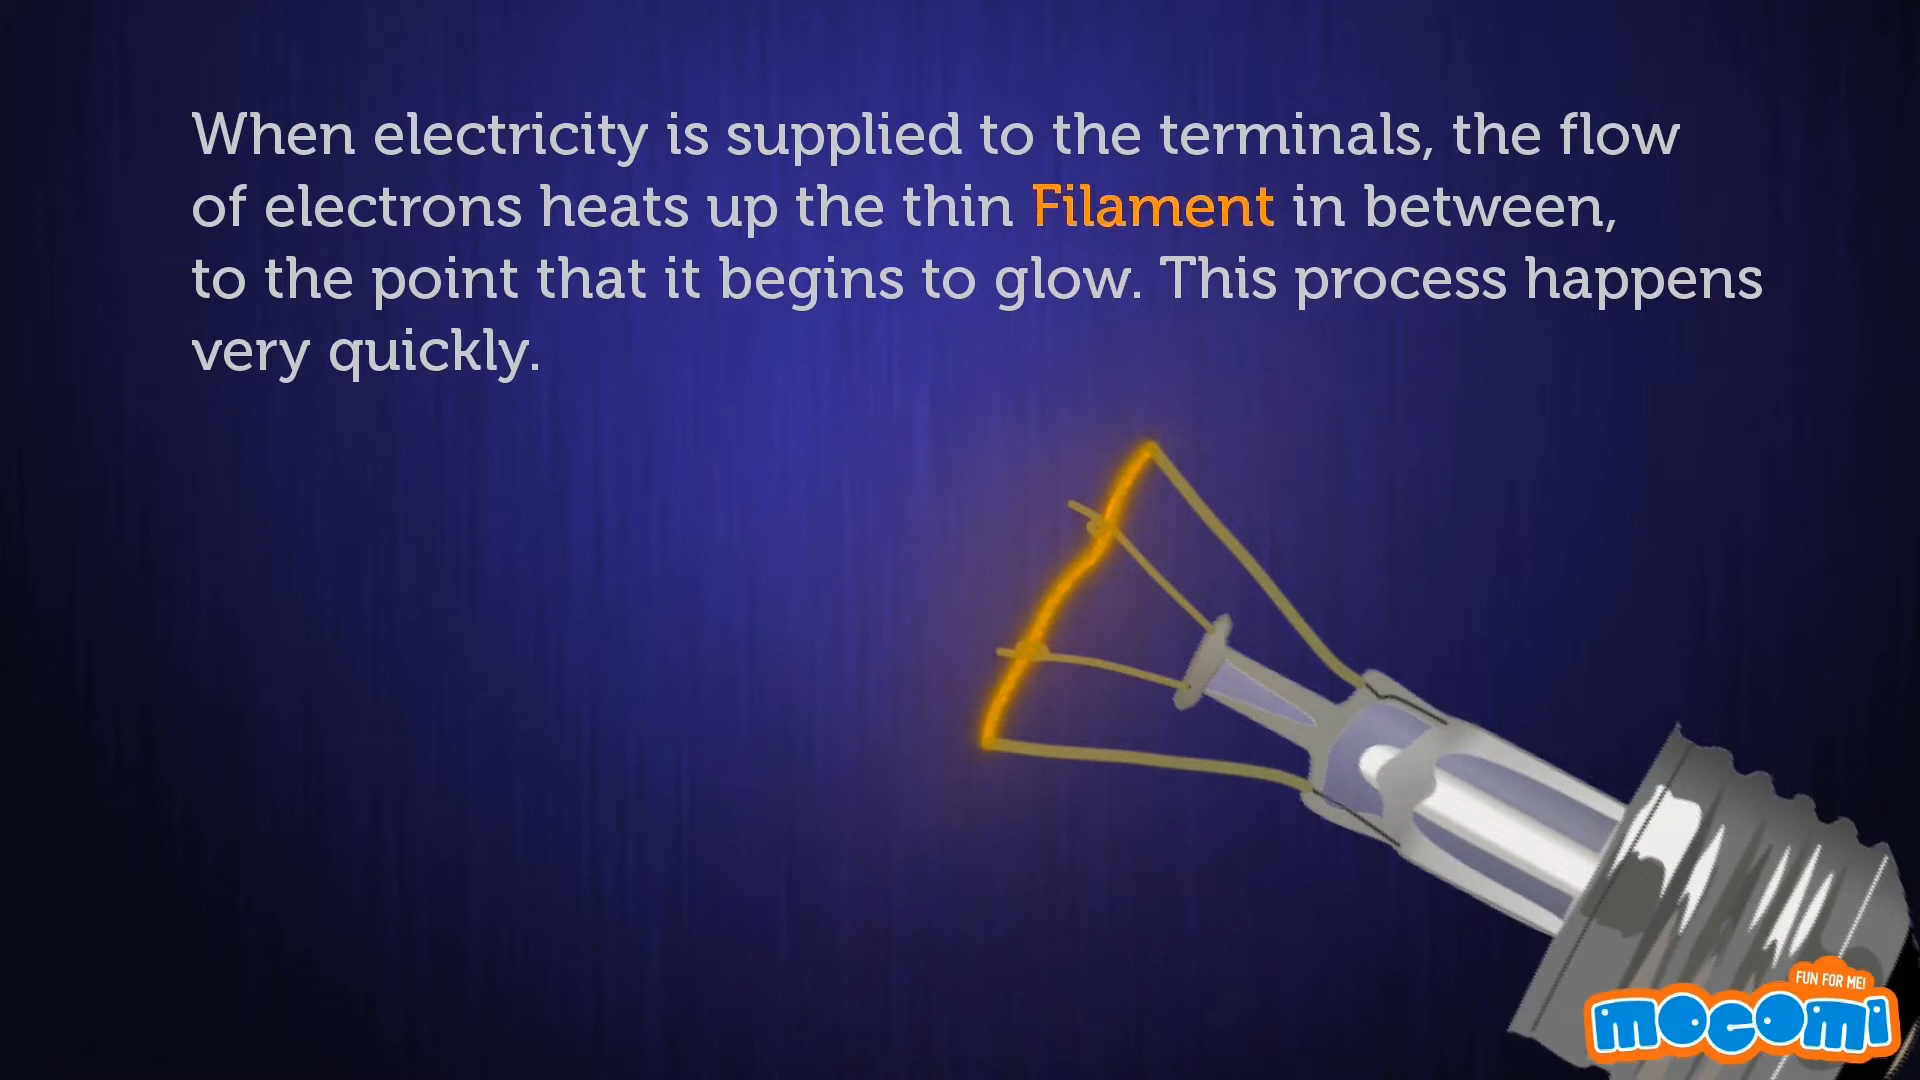 When electricity is supplied to the terminals, the flow
of electrons heats up the thin Filament in between,
to the point that it begins to glow. This process happens
very quickly.
FUN FOR ME!
mocomi